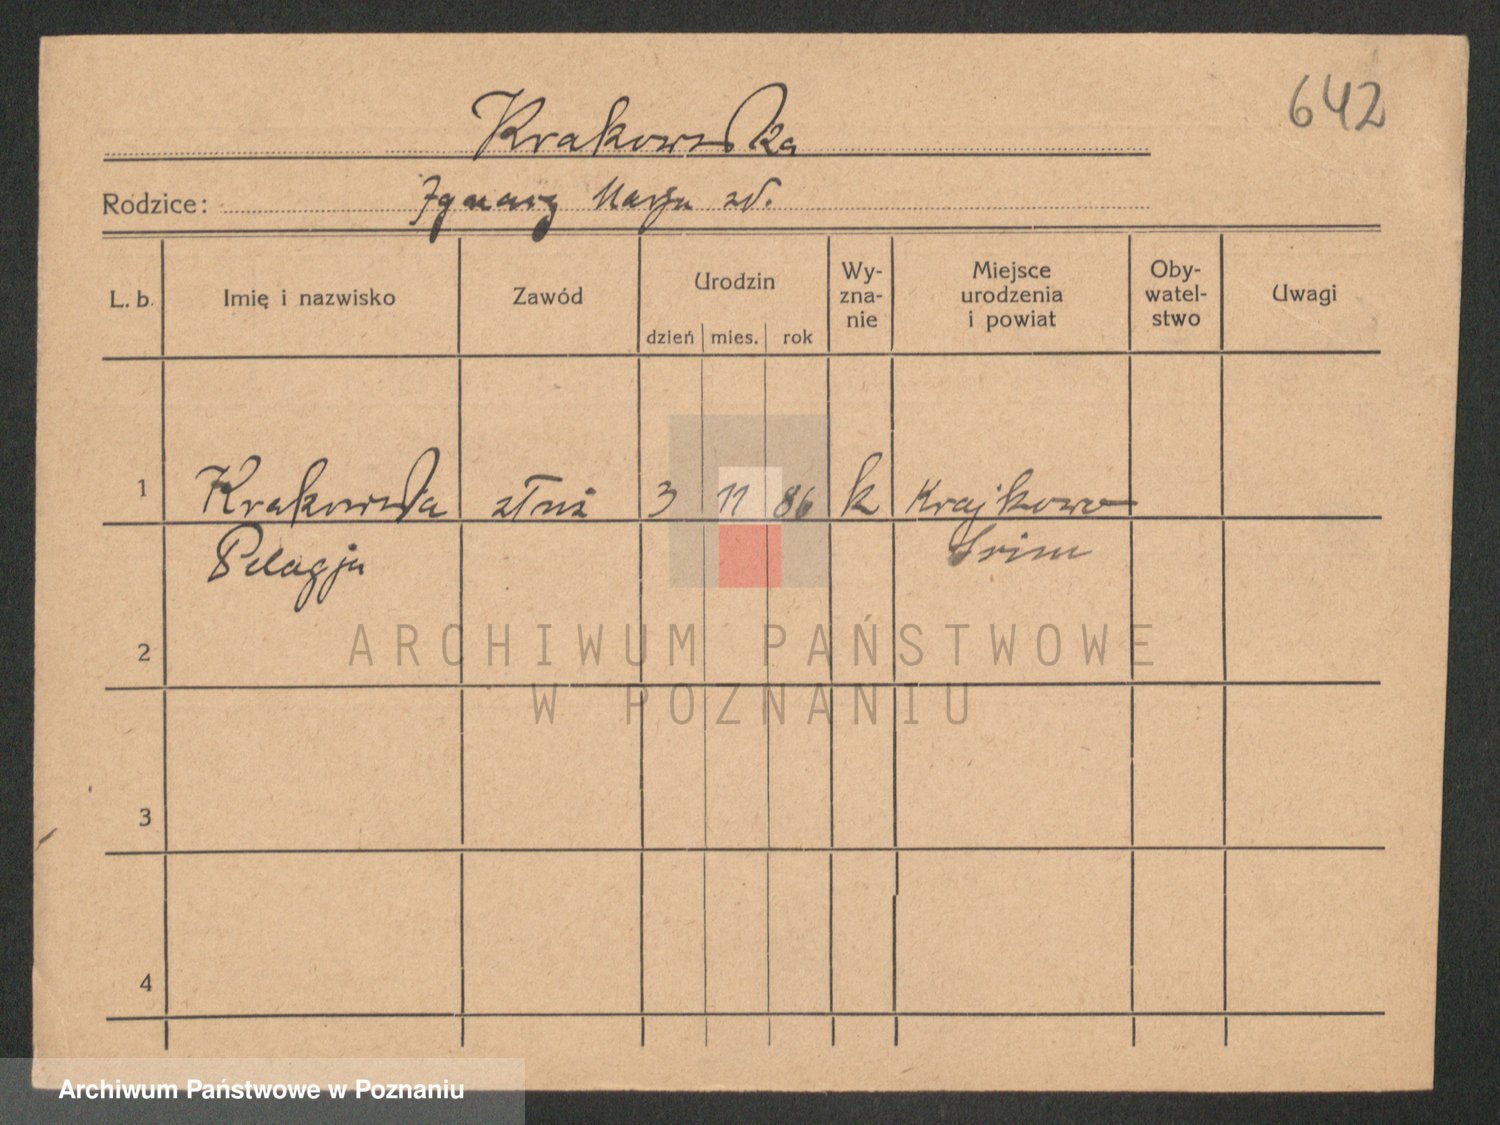 642
Krakowska
Rodzice: Ignacy Marja zd.
L. b. Imię i nazwisko Zawód Urodzin Wy-zna-nie Miejsce urodzenia i powiat Oby-watel-stwo Uwagi
dzień mies. rok
1 Krakowska 3 11 86 k Krajkowo
Pelagja Srim
2
ARCHIWUM PAŃSTWOWE
W POZNANIU
3
4
Archiwum Państwowe w Poznaniu